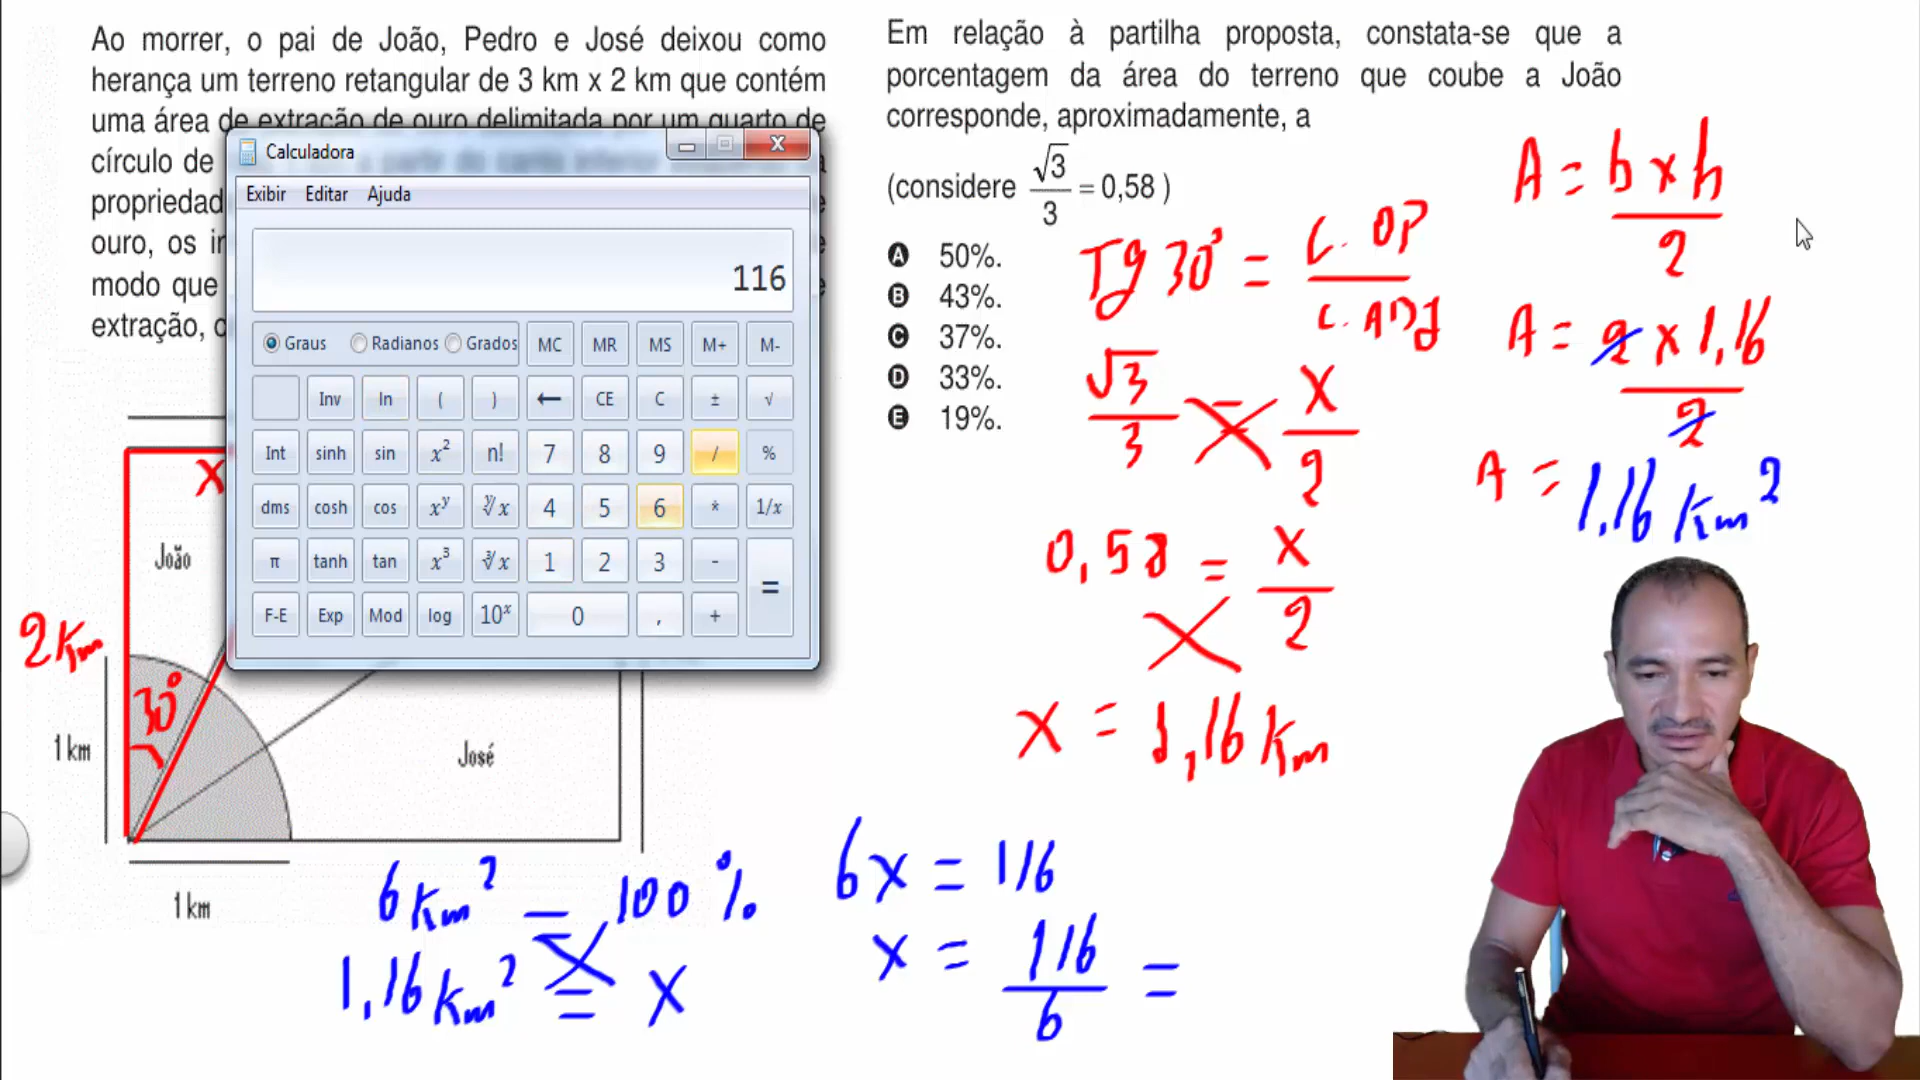 Ao morrer, o pai de João, Pedro e José deixou como
herança um terreno retangular de 3 km x 2 km que contém
uma área de extração de ouro delimitada por um quarto de
círculo de
propriedad
ouro, os
modo que
extração,
Em relação à partilha proposta, constata-se que a
porcentagem da área do terreno que coube a João
corresponde, aproximadamente, a
(considere √3/3 = 0,58 )
A 50%.
B 43%.
C 37%.
D 33%.
E 19%.
Calculadora
Exibir Editar Ajuda
116
Graus Radianos Grados MC MR MS M+ M-
Inv ln ( ) ← CE C ± √
Int sinh sin x² n! 7 8 9 / %
dms cosh cos xʸ ʸ√x 4 5 6 * 1/x
π tanh tan x³ ³√x 1 2 3 - =
F-E Exp Mod log 10ˣ 0 , +
x
João
2 Km
30°
1 km
José
1 km
Tg 30° = C. OP / C. ADJ
√3/3 = x/2
0,58 = x/2
x = 1,16 Km
A = b x h / 2
A = 2 x 1,16 / 2
A = 1,16 Km²
6 Km² = 100 %
1,16 Km² = x
6x = 116
x = 116/6 =